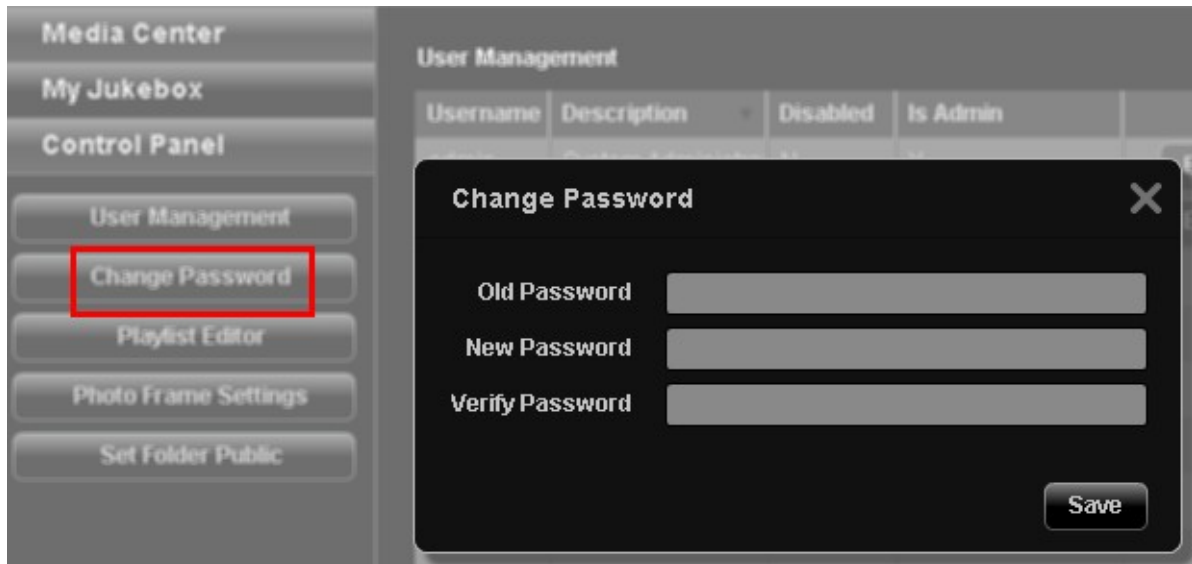 Media Center
My Jukebox
Control Panel
User Management
Change Password
Playlist Editor
Photo Frame Settings
Set Folder Public
User Management
Username Description Disabled Is Admin
Change Password
Old Password
New Password
Verify Password
Save